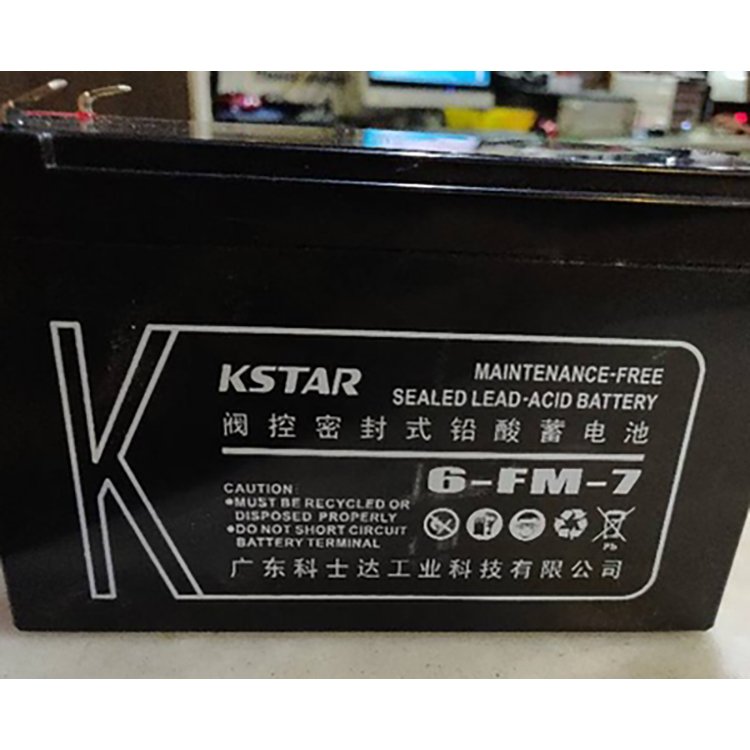 K
KSTAR
MAINTENANCE-FREE
SEALED LEAD-ACID BATTERY
阀控密封式铅酸蓄电池
6-FM-7
CAUTION:
•MUST BE RECYCLED OR
DISPOSED PROPERLY
•DO NOT SHORT CIRCUIT
BATTERY TERMINAL
Pb
广东科士达工业科技有限公司